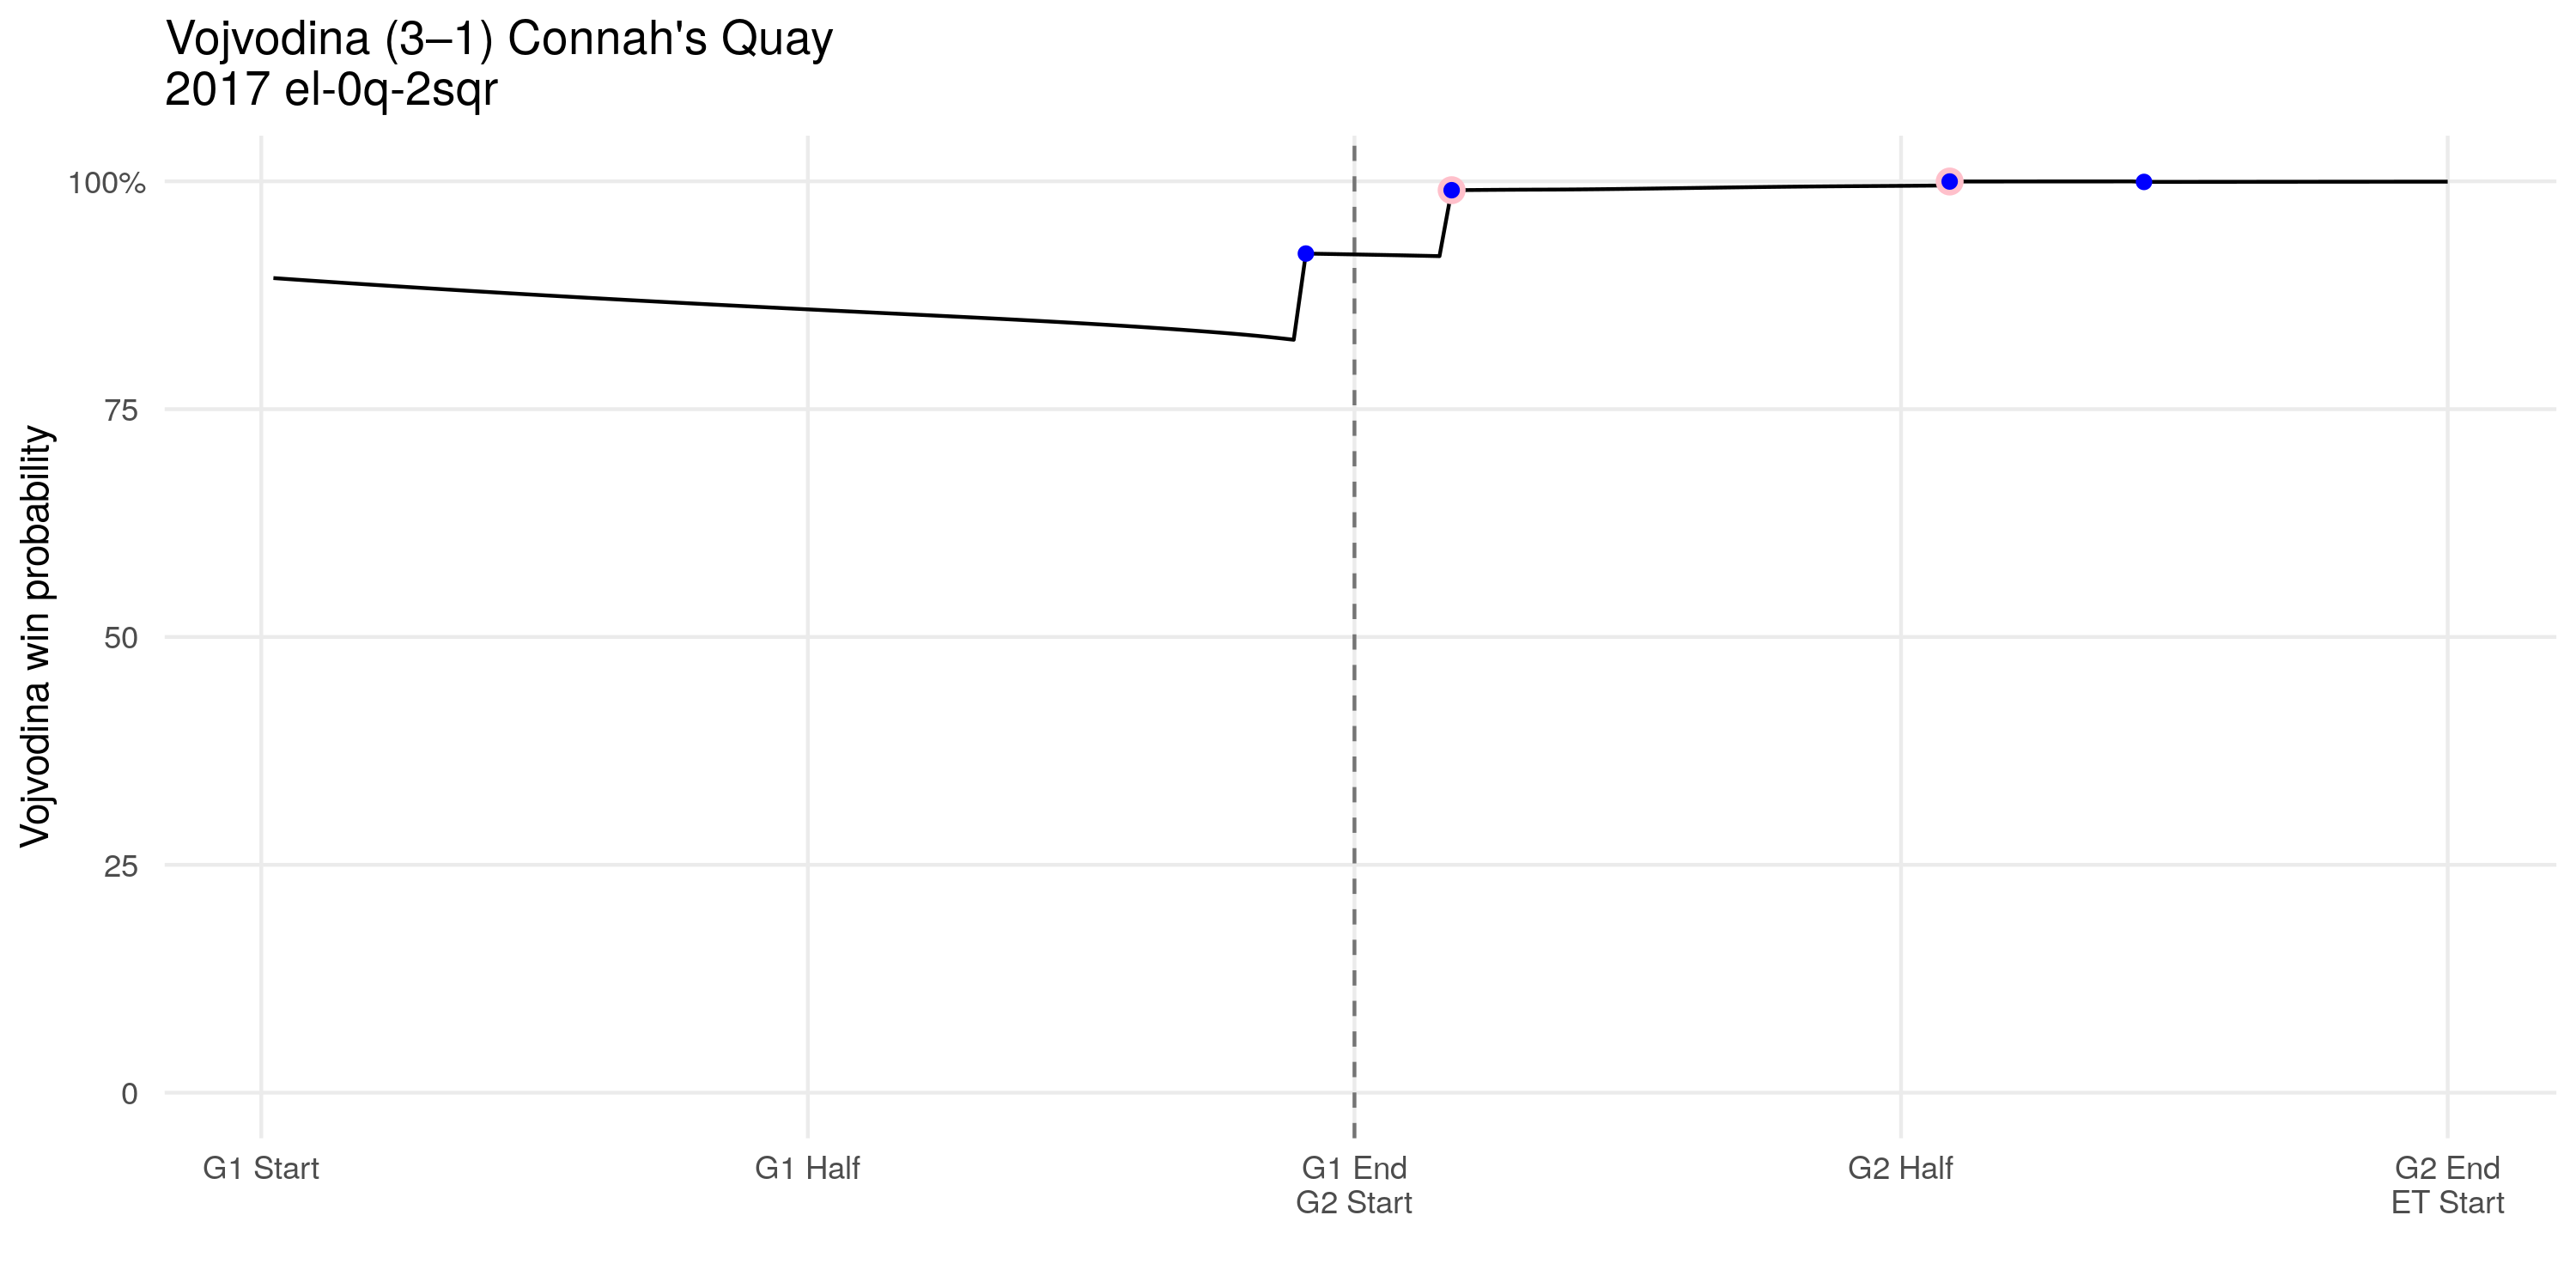 Vojvodina (3–1) Connah's Quay
2017 el-0q-2sqr
Vojvodina win probability
100%
75
50
25
0
G1 Start
G1 Half
G1 End
G2 Start
G2 Half
G2 End
ET Start